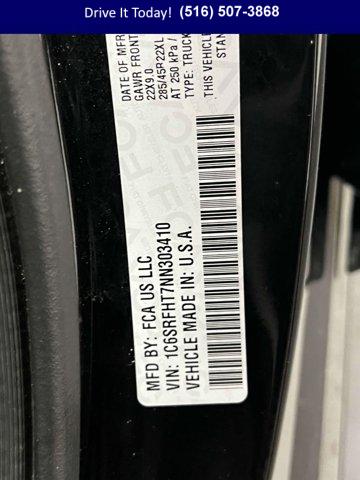 Drive It Today! (516) 507-3868
MFD BY: FCA US LLC
VIN: 1C6SRFHT7NN303410
VEHICLE MADE IN: U.S.A.
DATE OF MFR
GAWR FRONT
22X9.0
285/45R22XL
AT 250 kPa /
TYPE: TRUCK
THIS VEHICLE
STAN